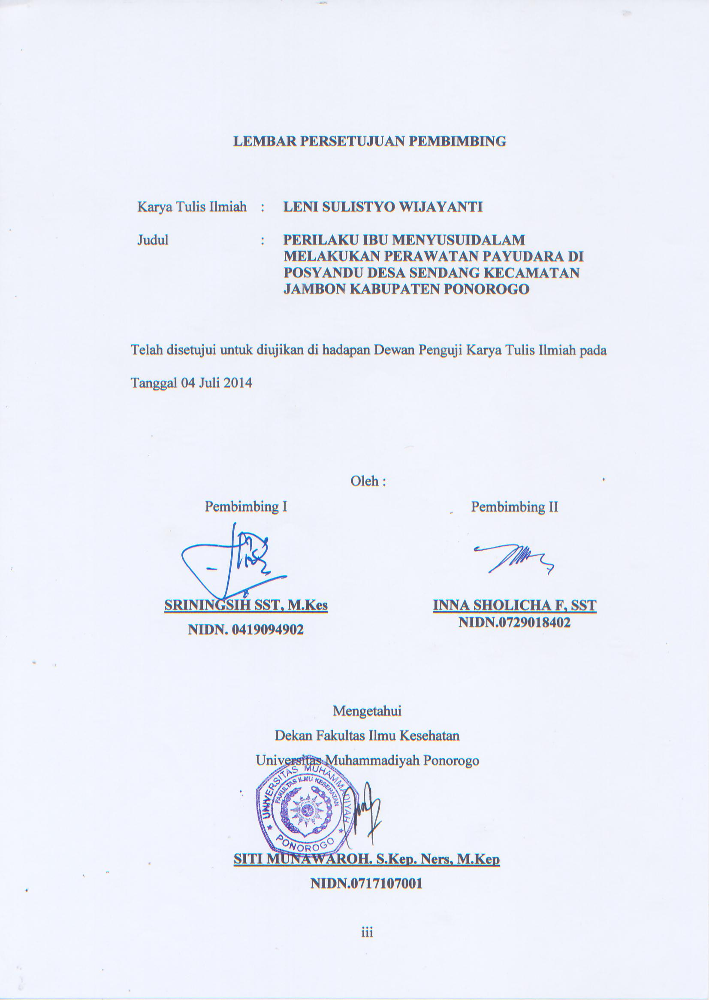 LEMBAR PERSETUJUAN PEMBIMBING
Karya Tulis Ilmiah : LENI SULISTYO WIJAYANTI
Judul : PERILAKU IBU MENYUSUIDALAM
MELAKUKAN PERAWATAN PAYUDARA DI
POSYANDU DESA SENDANG KECAMATAN
JAMBON KABUPATEN PONOROGO
Telah disetujui untuk diujikan di hadapan Dewan Penguji Karya Tulis Ilmiah pada
Tanggal 04 Juli 2014
Oleh :
Pembimbing I
SRININGSIH SST, M.Kes
NIDN. 0419094902
Pembimbing II
INNA SHOLICHA F, SST
NIDN.0729018402
Mengetahui
Dekan Fakultas Ilmu Kesehatan
Universitas Muhammadiyah Ponorogo
UNIVERSITAS MUHAMMADIYAH
FAKULTAS ILMU KESEHATAN
PONOROGO
SITI MUNAWAROH. S.Kep. Ners, M.Kep
NIDN.0717107001
iii